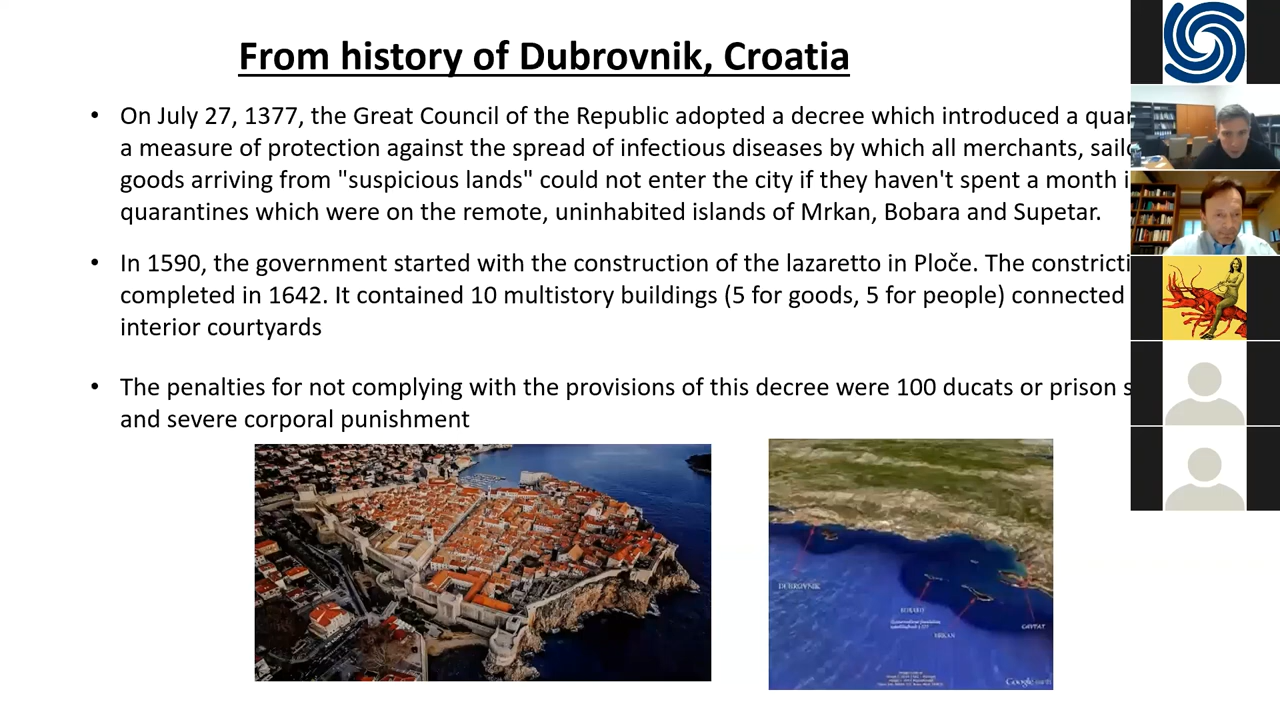 From history of Dubrovnik, Croatia
• On July 27, 1377, the Great Council of the Republic adopted a decree which introduced a
a measure of protection against the spread of infectious diseases by which all merchants,
goods arriving from "suspicious lands" could not enter the city if they haven't spent a month
quarantines which were on the remote, uninhabited islands of Mrkan, Bobara and Supetar.
• In 1590, the government started with the construction of the lazaretto in Ploče. The
completed in 1642. It contained 10 multistory buildings (5 for goods, 5 for people) connected
interior courtyards
• The penalties for not complying with the provisions of this decree were 100 ducats or prison
and severe corporal punishment
DUBROVNIK
MRKAN
CAVTAT
Google earth